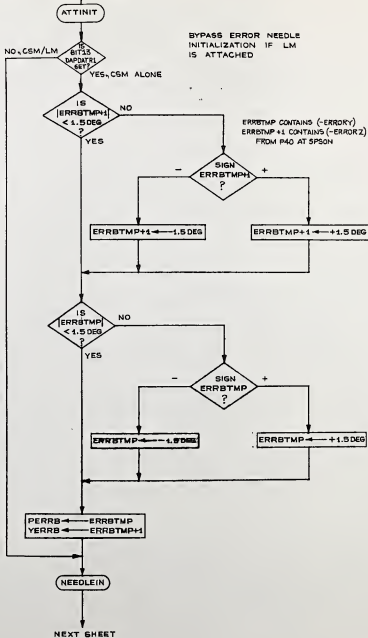 ATTINIT
BYPASS ERROR NEEDLE
INITIALIZATION IF LM
IS ATTACHED
IS
BIT13
DAPDATR1
SET?
NO, CSM/LM
YES, CSM ALONE
IS
|ERRBTMP+1|
< 1.5 DEG
?
NO
YES
ERRBTMP CONTAINS (-ERRORY)
ERRBTMP+1 CONTAINS (-ERRORZ)
FROM P40 AT SPSON
SIGN
ERRBTMP+1
?
-
+
ERRBTMP+1 ← -1.5 DEG
ERRBTMP+1 ← +1.5 DEG
IS
|ERRBTMP|
< 1.5 DEG
?
NO
YES
SIGN
ERRBTMP
?
-
+
ERRBTMP ← -1.5 DEG
ERRBTMP ← +1.5 DEG
PERRB ← ERRBTMP
YERRB ← ERRBTMP+1
NEEDLEIN
NEXT SHEET